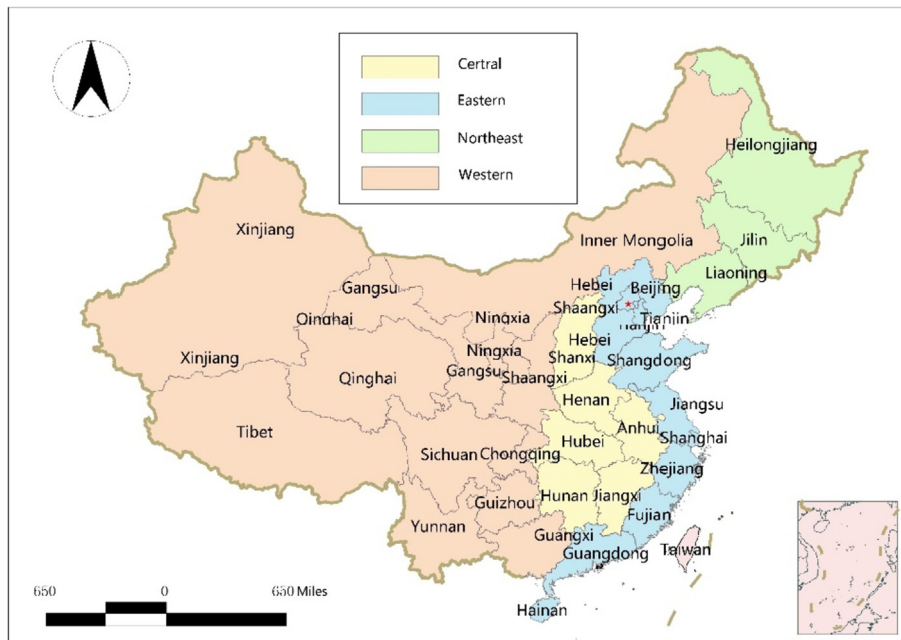 Certral
Eastern
Northeast
Western
Heilongjiang
Xinjiang
Inner Mongolia
Jilin
Liaoning
Gangsu
Hebei
Beijing
Qinghai
Shaangxi
Ningxia
Tianjin
Tianjin
Hebei
Xinjiang
Ningxia
Shanxi
Shangdong
Gangsu
Qinghai
Shaangxi
Henan
Jiangsu
Tibet
Anhui
Shanghai
Hubei
Sichuan
Chongqing
Zhejiang
Hunan
Jiangxi
Guizhou
Fujian
Yunnan
Guangxi
Guangdong
Taiwan
650 0 650 Miles
Hainan